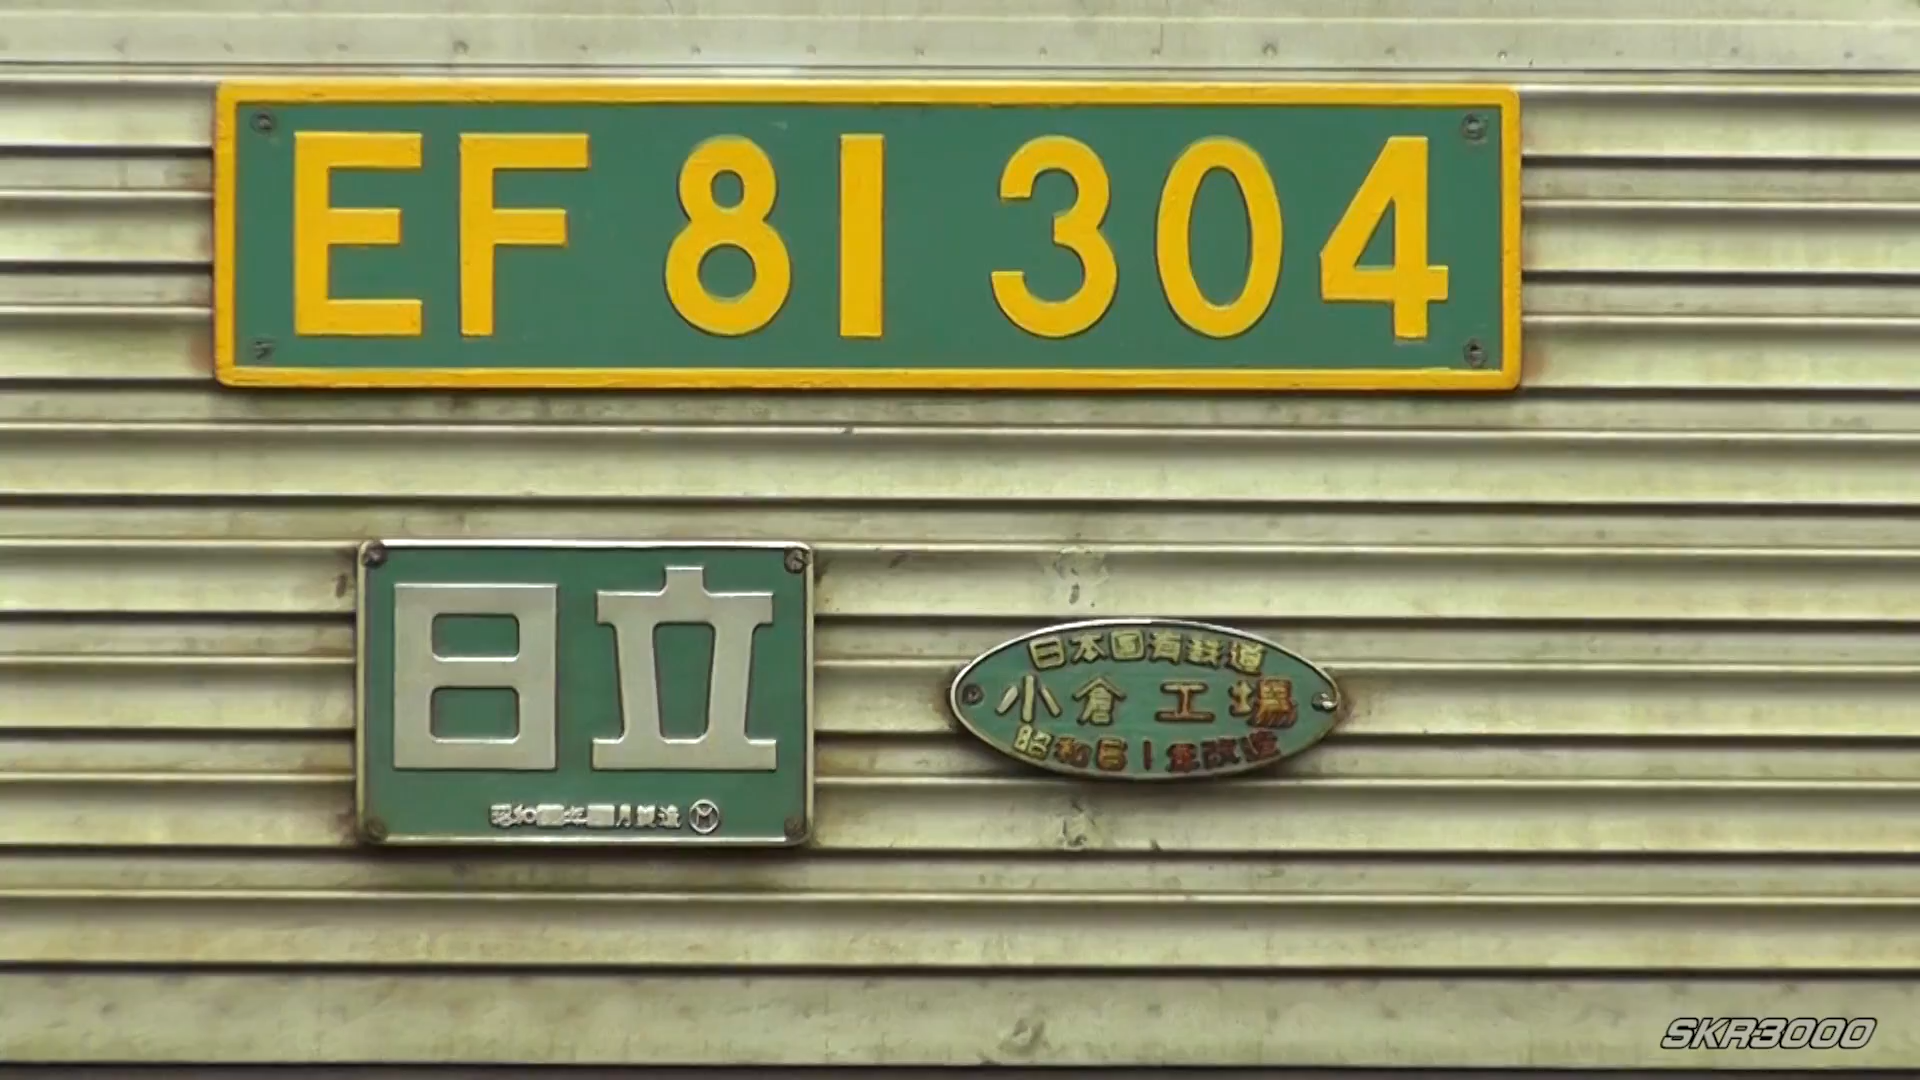 EF 81 304
日立
日本国有鉄道
小倉 工場
昭和61年改造
SKR3000